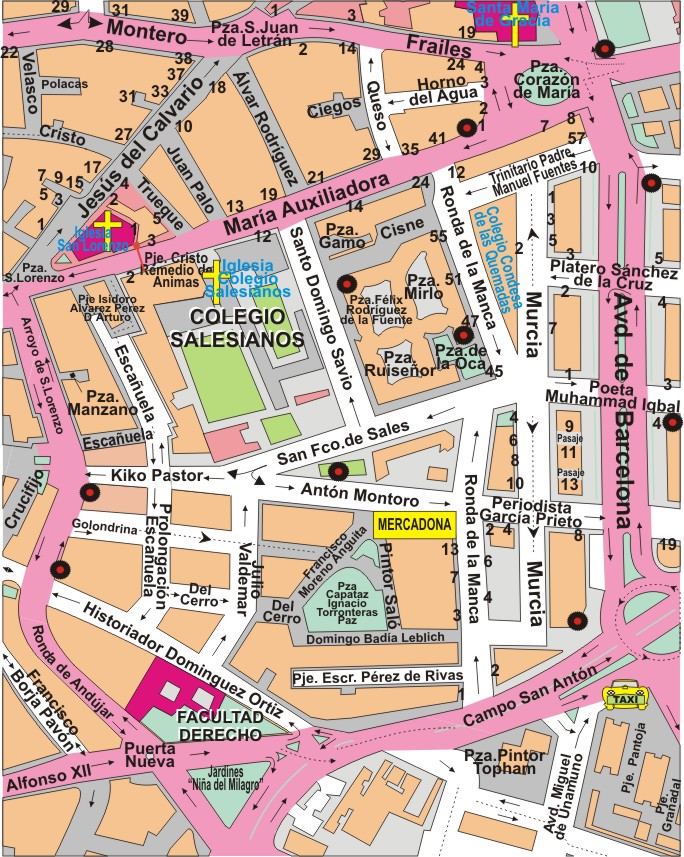 29
31
39
1
3
Santa Maria
de Gracia
19
Montero
Pza.S.Juan
de Letrán
Frailes
22
28
2
14
24
4
3
Pza.
Corazón
de María
38
37
33
31
18
Velasco
Polacas
Alvar Rodríguez
Ciegos
Queso
Horno
del Agua
2
1
Cristo
27
10
Jesús del Calvario
Juan Palo
29
35
41
7
8
57
10
17
7
9
15
5
3
1
Trueque
4
5
1
3
2
13
19
21
María Auxiliadora
24
12
Trinitario Padre
Manuel Fuentes
Iglesia
San Lorenzo
Pza.
S.Lorenzo
2
Pje. Cristo
Remedio de
Animas
12
Iglesia
Colegio
Salesianos
COLEGIO
SALESIANOS
14
Pza.
Gamo
Cisne
55
Ronda de la Manca
Colegio Condesa
de las Quemadas
2
1
3
5
3
5
Platero Sánchez
de la Cruz
2
4
Pje Isidoro
Alvarez Perez
D'Arturo
Santo Domingo Savio
Pza.
Mirlo
51
Pza.Félix
Rodríguez
de la Fuente
47
Pza.de
la Oca
45
Pza.
Ruiseñor
Murcia
7
Avd. de Barcelona
1
3
Poeta
Muhammad Iqbal
4
Arroyo de S.Lorenzo
Escañuela
Pza.
Manzano
Escañuela
San Fco.de Sales
4
6
8
10
9
Pasaje
11
Pasaje
13
Crucifijo
Kiko Pastor
Antón Montoro
Ronda de la Manca
Periodista
García Prieto
2
4
8
19
Golondrina
Prolongación
Escañuela
Julio
Valdemar
Francisco
Moreno Anguita
MERCADONA
13
7
3
Pintor Saló
6
4
Murcia
Del
Cerro
Del
Cerro
Pza
Capataz
Ignacio
Torronteras
Paz
Domingo Badía Leblich
Historiador Domínguez Ortiz
Ronda de Andújar
Francisco
Borja Pavón
Pje. Escr. Pérez de Rivas
1
2
Campo San Antón
TAXI
FACULTAD
DERECHO
Puerta
Nueva
Alfonso XII
Jardines
"Niña del Milagro"
Pza.Pintor
Topham
Avd. Miguel
de Unamuno
Pje. Pantoja
Pje.
Granadal